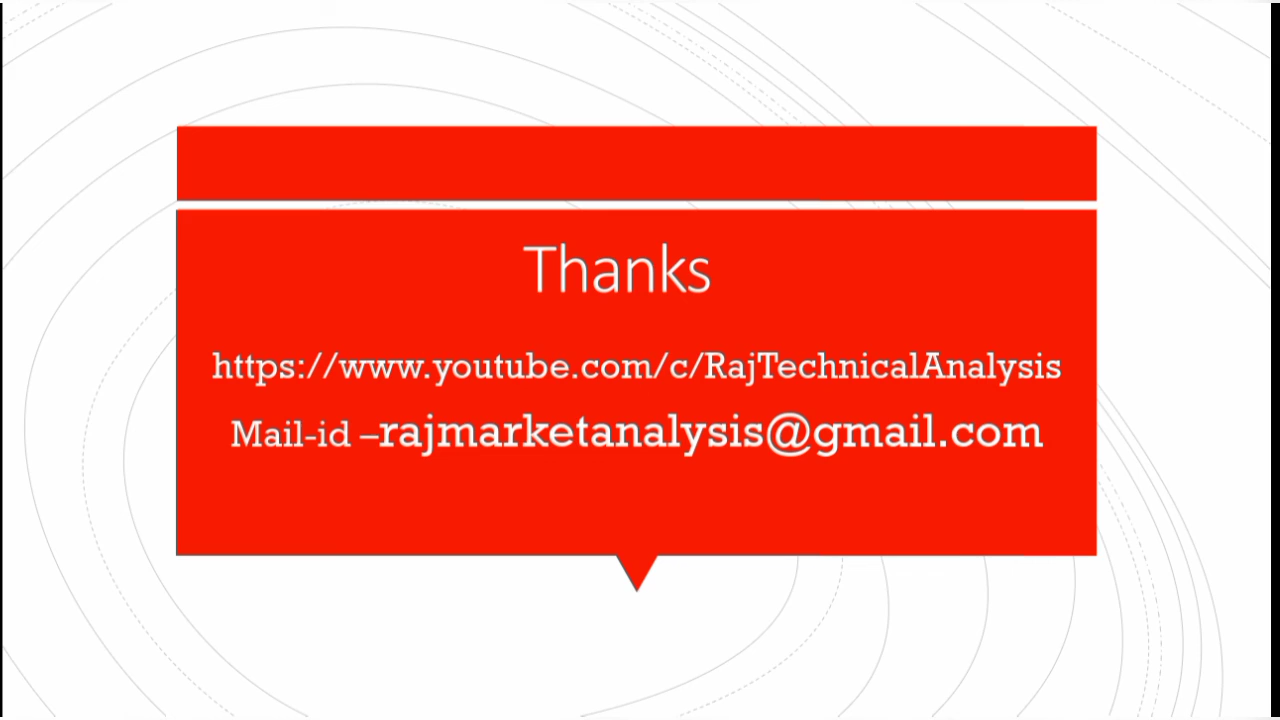 Thanks
https://www.youtube.com/c/RajTechnicalAnalysis
Mail-id –rajmarketanalysis@gmail.com